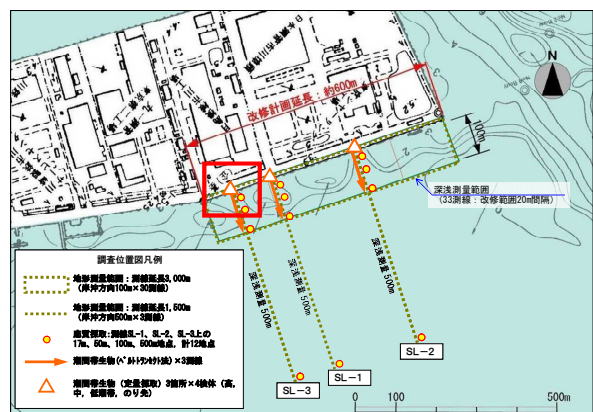 改修計画延長：約600m
N
100m
深浅測量範囲
(33測線：改修範囲20m間隔)
深浅測量 500m
深浅測量 500m
深浅測量 500m
SL-2
SL-1
SL-3
調査位置図凡例
地形測量範囲：測線延長3,000m
(岸沖方向100m×30測線)
地形測量範囲：測線延長1,500m
(岸沖方向500m×3測線)
底質採取：測線SL-1、SL-2、SL-3上の
17m、50m、100m、500m地点、計12地点
潮間帯生物(ベルトトランセクト法)×3測線
潮間帯生物 (定量採取) 3箇所×4検体 (高,
中, 低潮帯, のり先)
0 100 500m